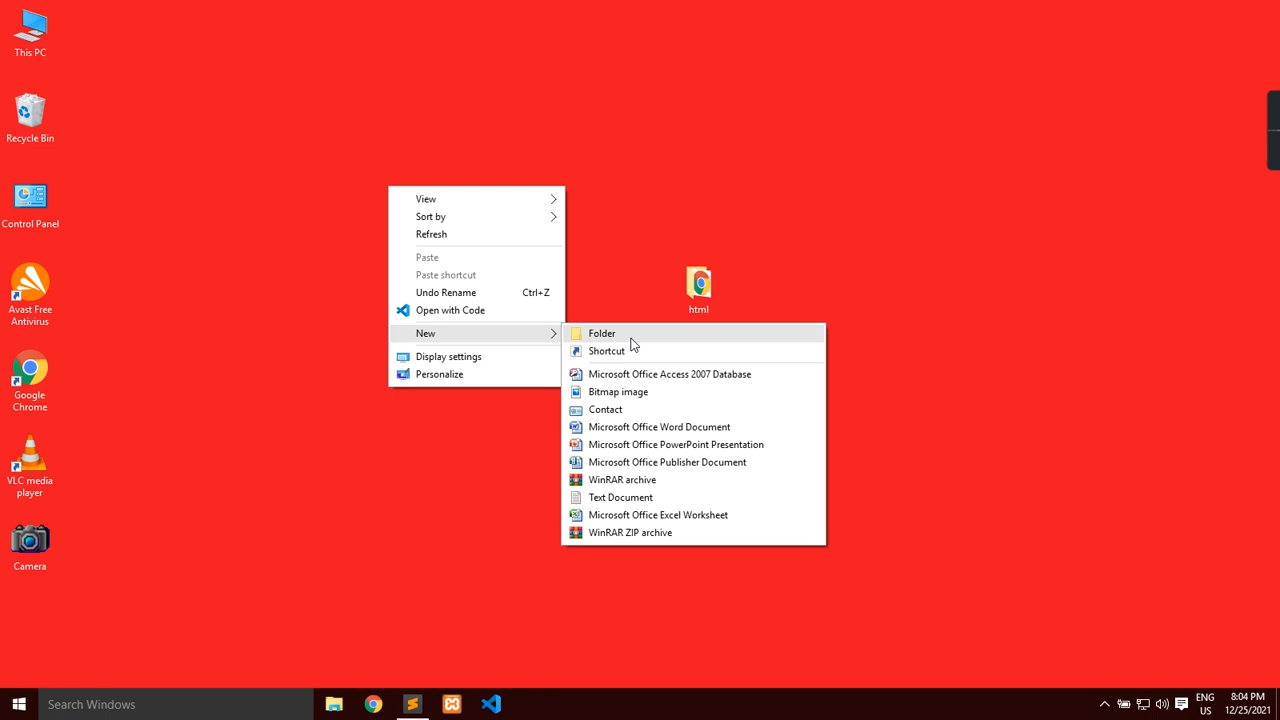 This PC
Recycle Bin
Control Panel
Avast Free
Antivirus
Google
Chrome
VLC media
player
Camera
View
Sort by
Refresh
Paste
Paste shortcut
Undo Rename Ctrl+Z
Open with Code
New
Display settings
Personalize
html
Folder
Shortcut
Microsoft Office Access 2007 Database
Bitmap image
Contact
Microsoft Office Word Document
Microsoft Office PowerPoint Presentation
Microsoft Office Publisher Document
WinRAR archive
Text Document
Microsoft Office Excel Worksheet
WinRAR ZIP archive
Search Windows
ENG
US
8:04 PM
12/25/2021